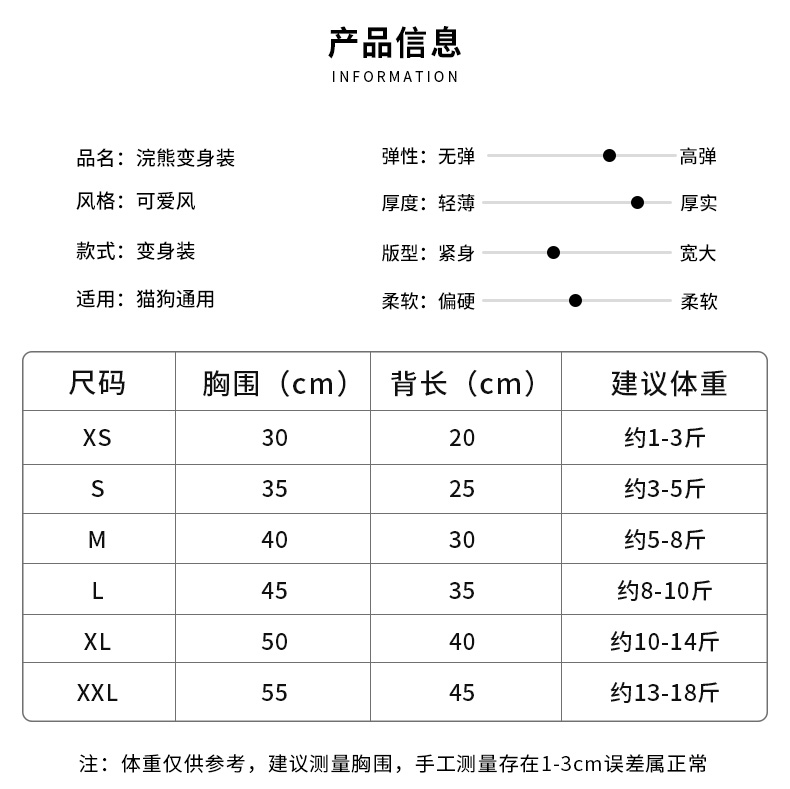 产品信息
INFORMATION
品名：浣熊变身装
弹性：无弹 高弹
风格：可爱风
厚度：轻薄 厚实
款式：变身装
版型：紧身 宽大
适用：猫狗通用
柔软：偏硬 柔软
尺码 胸围（cm） 背长（cm） 建议体重
XS 30 20 约1-3斤
S 35 25 约3-5斤
M 40 30 约5-8斤
L 45 35 约8-10斤
XL 50 40 约10-14斤
XXL 55 45 约13-18斤
注：体重仅供参考，建议测量胸围，手工测量存在1-3cm误差属正常